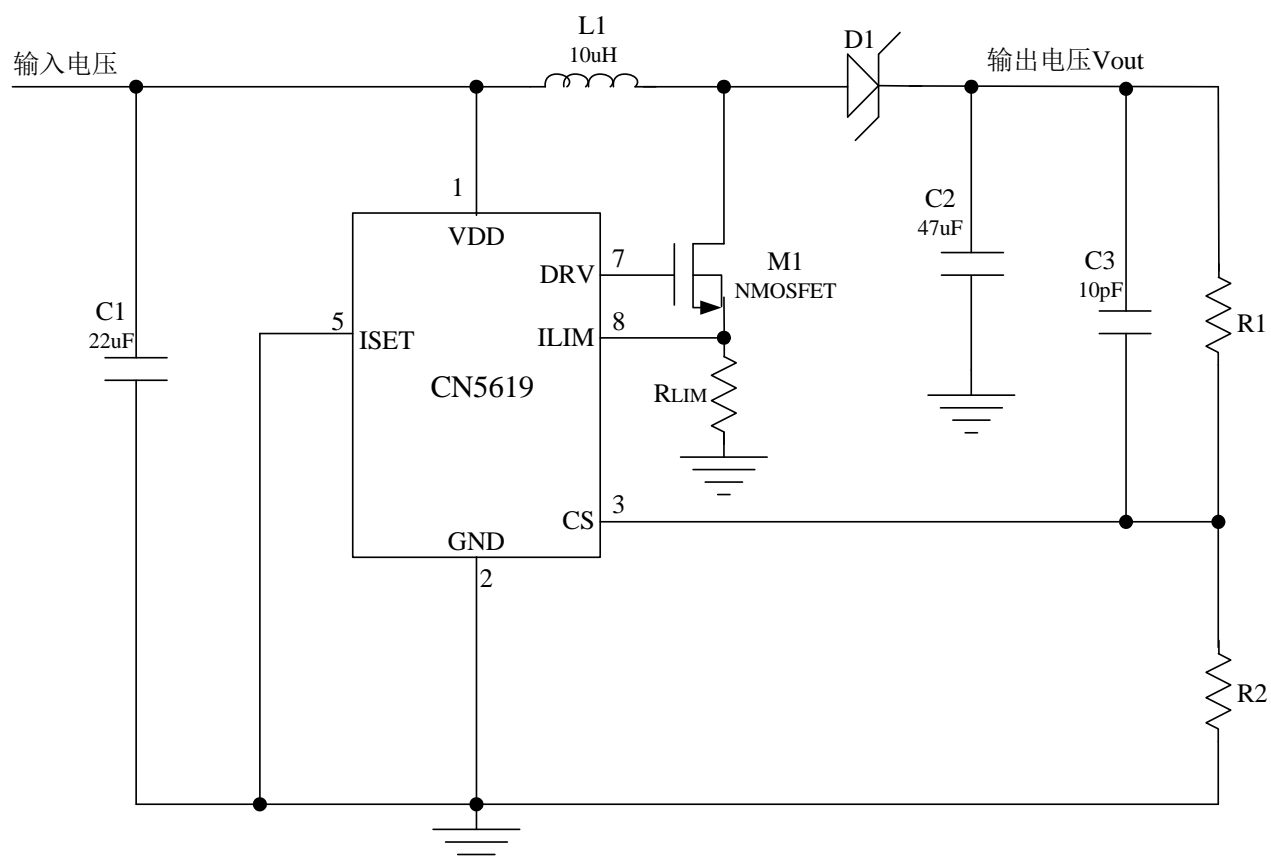 L1
10uH
D1
输入电压
输出电压Vout
1
VDD
C2
47uF
DRV
7
M1
NMOSFET
C3
10pF
C1
22uF
5
ISET
ILIM
8
R1
CN5619
RLIM
CS
3
GND
2
R2